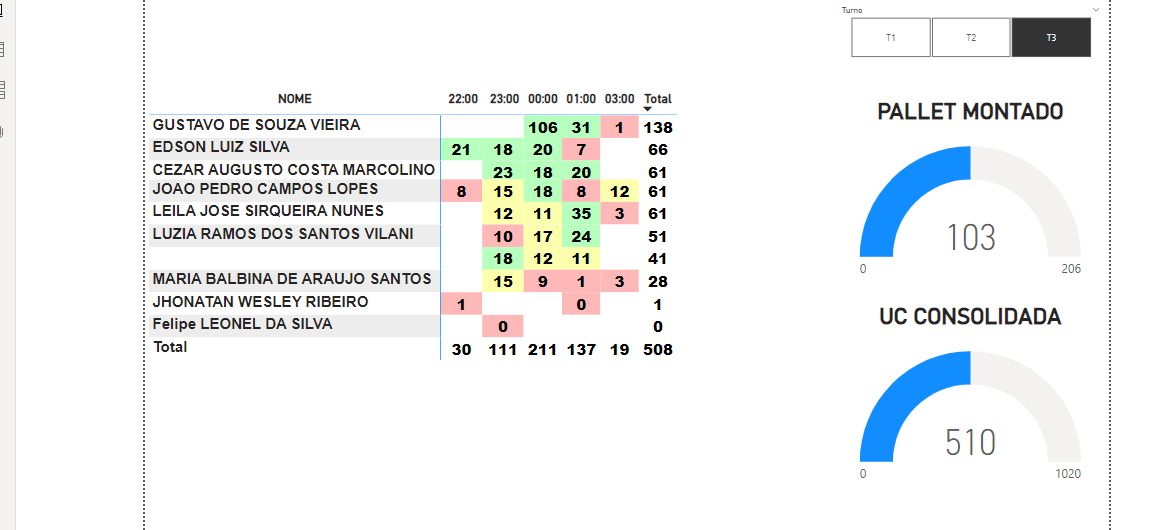 Turno
T1 T2 T3
NOME 22:00 23:00 00:00 01:00 03:00 Total
GUSTAVO DE SOUZA VIEIRA 106 31 1 138
EDSON LUIZ SILVA 21 18 20 7 66
CEZAR AUGUSTO COSTA MARCOLINO 23 18 20 61
JOAO PEDRO CAMPOS LOPES 8 15 18 8 12 61
LEILA JOSE SIRQUEIRA NUNES 12 11 35 3 61
LUZIA RAMOS DOS SANTOS VILANI 10 17 24 51
18 12 11 41
MARIA BALBINA DE ARAUJO SANTOS 15 9 1 3 28
JHONATAN WESLEY RIBEIRO 1 0 1
Felipe LEONEL DA SILVA 0 0
Total 30 111 211 137 19 508
PALLET MONTADO
103
0 206
UC CONSOLIDADA
510
0 1020